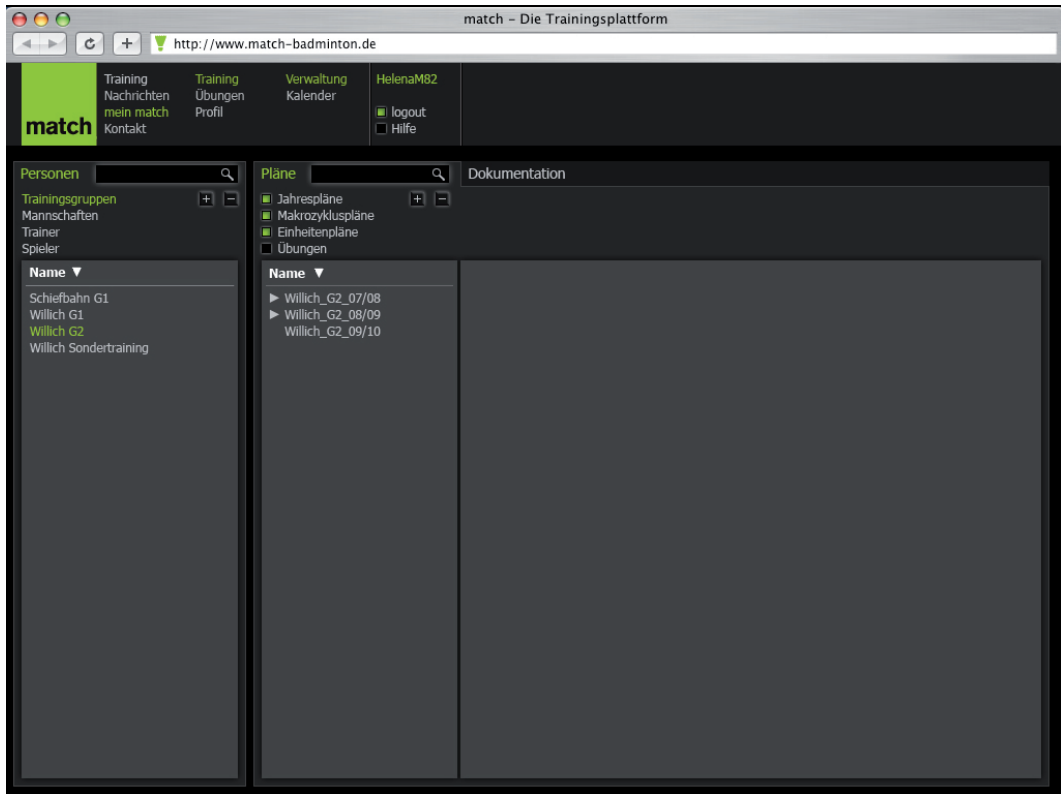 match – Die Trainingsplattform
http://www.match-badminton.de
match
Training
Nachrichten
mein match
Kontakt
Training
Übungen
Profil
Verwaltung
Kalender
HelenaM82
logout
Hilfe
Personen
Trainingsgruppen
Mannschaften
Trainer
Spieler
Name ▼
Schiefbahn G1
Willich G1
Willich G2
Willich Sondertraining
Pläne
Jahrespläne
Makrozykluspläne
Einheitenpläne
Übungen
Name ▼
Willich_G2_07/08
Willich_G2_08/09
Willich_G2_09/10
Dokumentation